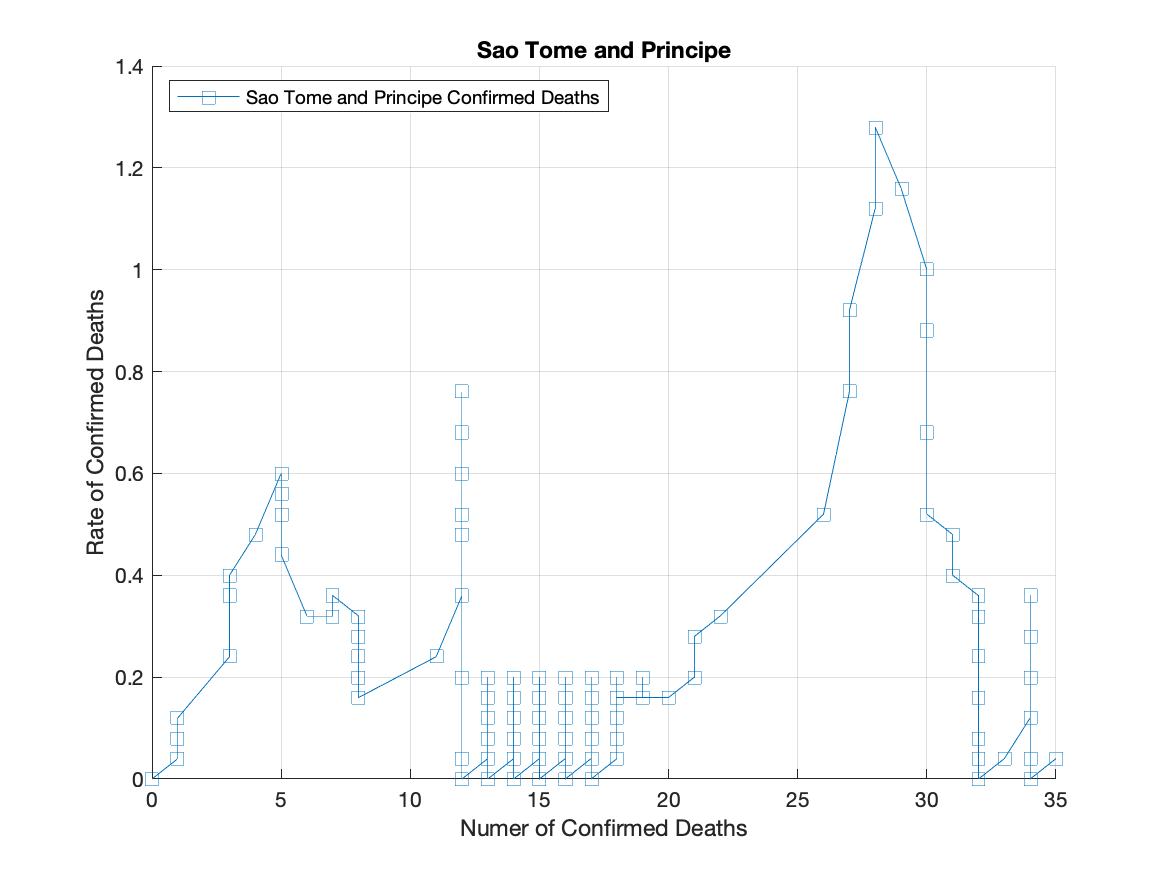 Sao Tome and Principe
1.4
Sao Tome and Principe Confirmed Deaths
1.2
1
0.8
0.6
0.4
0.2
0
Rate of Confirmed Deaths
0 5 10 15 20 25 30 35
Numer of Confirmed Deaths